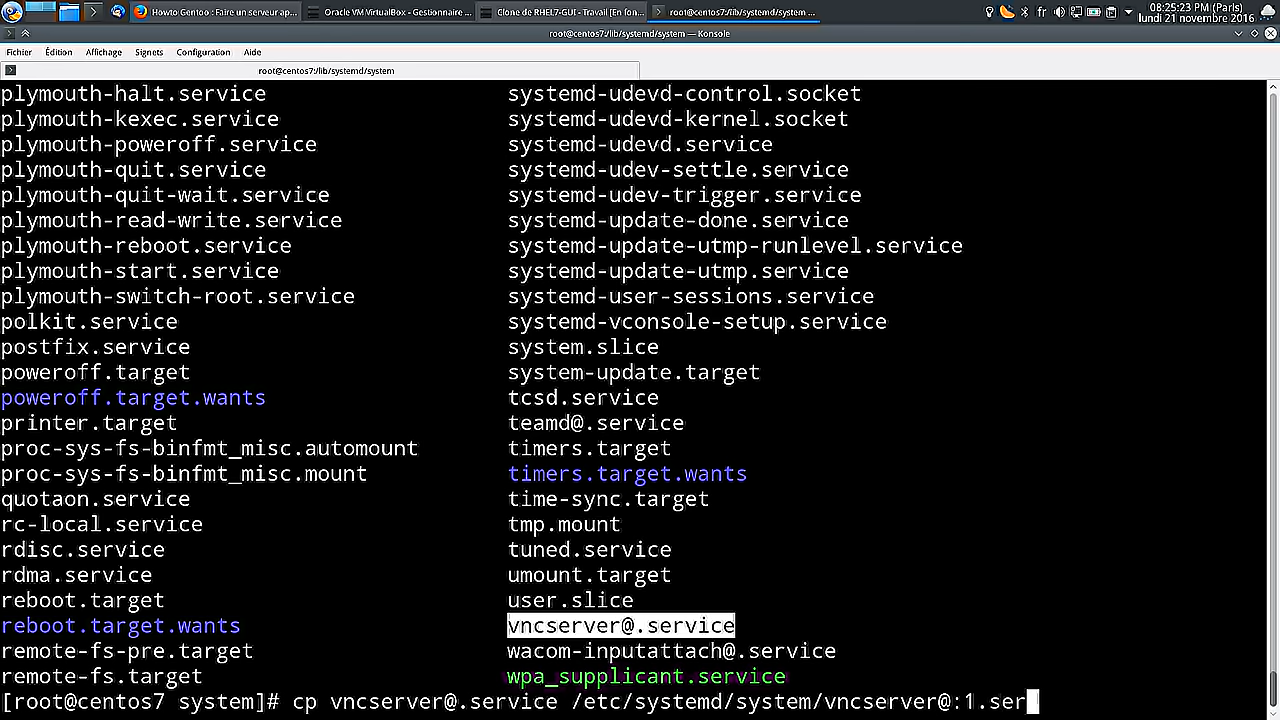 Howto Gentoo : Faire un serveur ap...
Oracle VM VirtualBox - Gestionnaire ...
Clone de RHEL7-GUI - Travail [En fon...
root@centos7:/lib/systemd/system ...
fr
08:25:23 PM (Paris)
lundi 21 novembre 2016
root@centos7:/lib/systemd/system — Konsole
Fichier Édition Affichage Signets Configuration Aide
root@centos7:/lib/systemd/system
plymouth-halt.service systemd-udevd-control.socket
plymouth-kexec.service systemd-udevd-kernel.socket
plymouth-poweroff.service systemd-udevd.service
plymouth-quit.service systemd-udev-settle.service
plymouth-quit-wait.service systemd-udev-trigger.service
plymouth-read-write.service systemd-update-done.service
plymouth-reboot.service systemd-update-utmp-runlevel.service
plymouth-start.service systemd-update-utmp.service
plymouth-switch-root.service systemd-user-sessions.service
polkit.service systemd-vconsole-setup.service
postfix.service system.slice
poweroff.target system-update.target
poweroff.target.wants tcsd.service
printer.target teamd@.service
proc-sys-fs-binfmt_misc.automount timers.target
proc-sys-fs-binfmt_misc.mount timers.target.wants
quotaon.service time-sync.target
rc-local.service tmp.mount
rdisc.service tuned.service
rdma.service umount.target
reboot.target user.slice
reboot.target.wants vncserver@.service
remote-fs-pre.target wacom-inputattach@.service
remote-fs.target wpa_supplicant.service
[root@centos7 system]# cp vncserver@.service /etc/systemd/system/vncserver@:1.ser